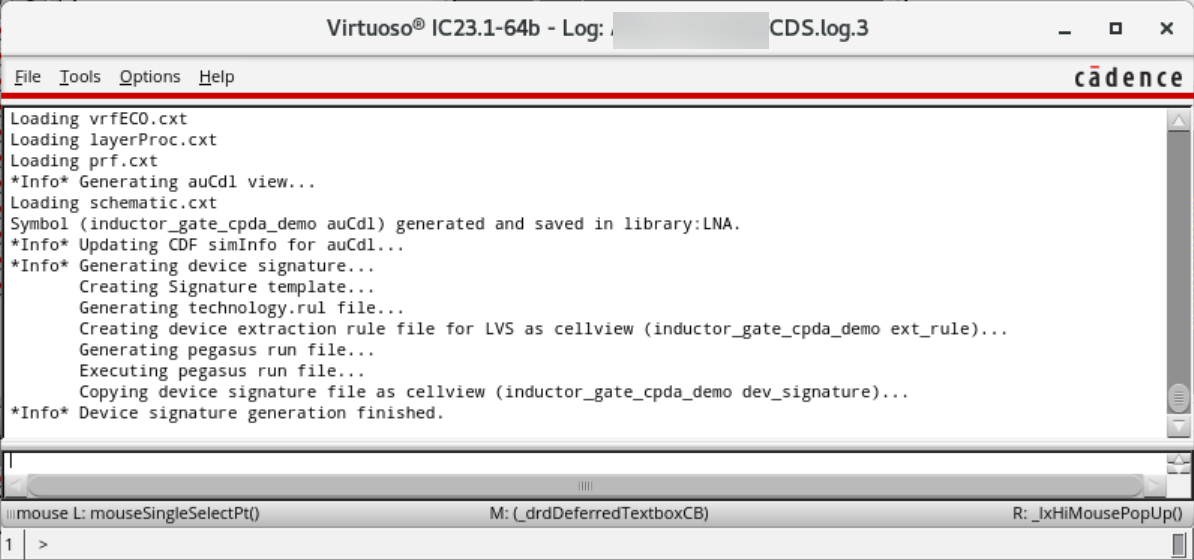 Virtuoso® IC23.1-64b - Log: / CDS.log.3
File Tools Options Help
cādence
Loading vrfECO.cxt
Loading layerProc.cxt
Loading prf.cxt
*Info* Generating auCdl view...
Loading schematic.cxt
Symbol (inductor_gate_cpda_demo auCdl) generated and saved in library:LNA.
*Info* Updating CDF simInfo for auCdl...
*Info* Generating device signature...
Creating Signature template...
Generating technology.rul file...
Creating device extraction rule file for LVS as cellview (inductor_gate_cpda_demo ext_rule)...
Generating pegasus run file...
Executing pegasus run file...
Copying device signature file as cellview (inductor_gate_cpda_demo dev_signature)...
*Info* Device signature generation finished.
mouse L: mouseSingleSelectPt() M: (_drdDeferredTextboxCB) R: _lxHiMousePopUp()
1 >